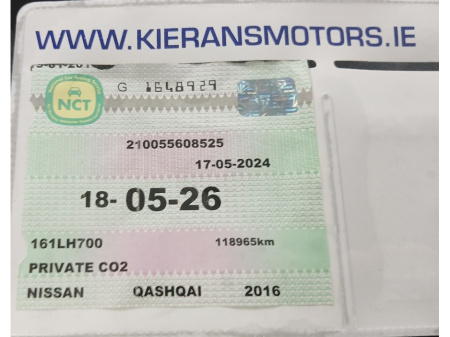 WWW.KIERANSMOTORS.IE
G 1648929
NCT
210055608525
17-05-2024
18- 05-26
161LH700 118965km
PRIVATE CO2
NISSAN QASHQAI 2016